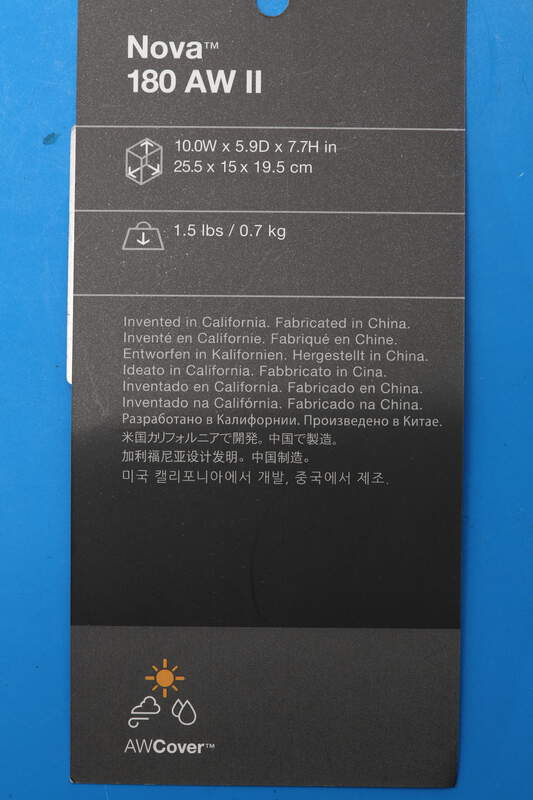 Nova™
180 AW II
10.0W x 5.9D x 7.7H in
25.5 x 15 x 19.5 cm
1.5 lbs / 0.7 kg
Invented in California. Fabricated in China.
Inventé en Californie. Fabriqué en Chine.
Entworfen in Kalifornien. Hergestellt in China.
Ideato in California. Fabbricato in Cina.
Inventado en California. Fabricado en China.
Inventado na Califórnia. Fabricado na China.
Разработано в Калифорнии. Произведено в Китае.
米国カリフォルニアで開発。中国で製造。
加利福尼亚设计发明。中国制造。
미국 캘리포니아에서 개발, 중국에서 제조.
AWCover™